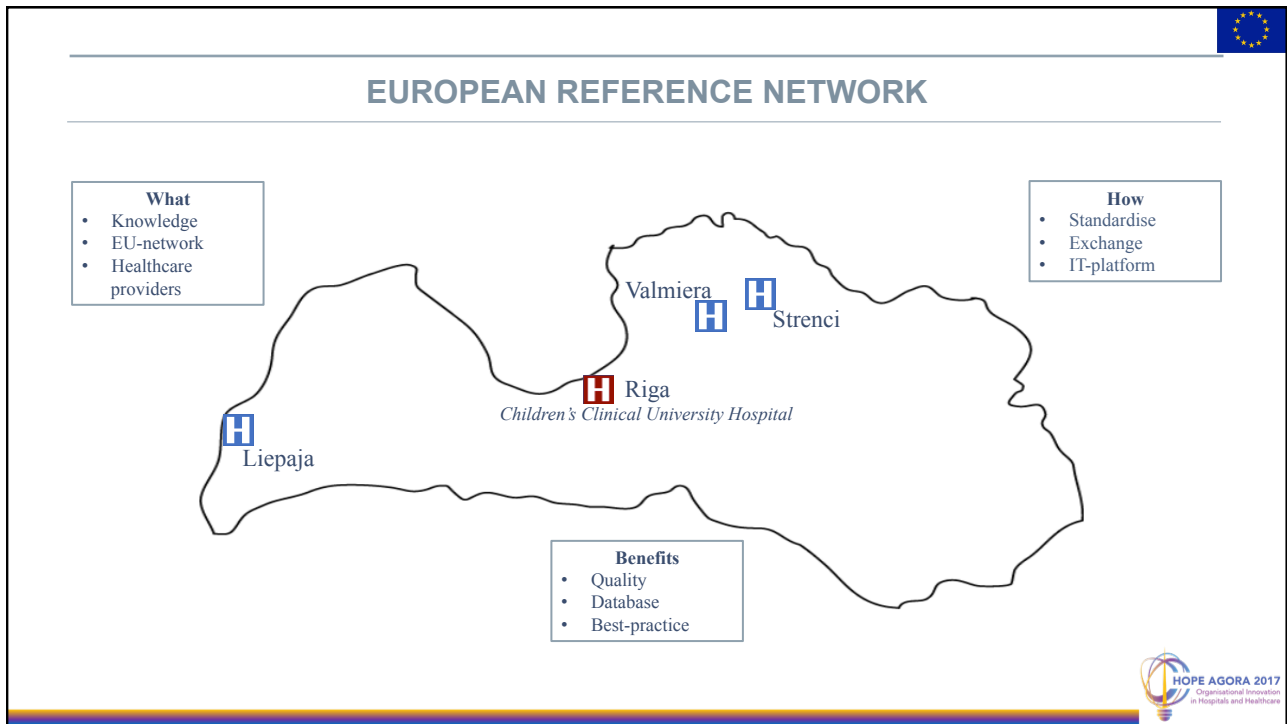 EUROPEAN REFERENCE NETWORK
What
• Knowledge
• EU-network
• Healthcare
providers
How
• Standardise
• Exchange
• IT-platform
Valmiera
H
H
Strenci
H Riga
Children's Clinical University Hospital
H
Liepaja
Benefits
• Quality
• Database
• Best-practice
HOPE AGORA 2017
Organisational Innovation
in Hospitals and Healthcare